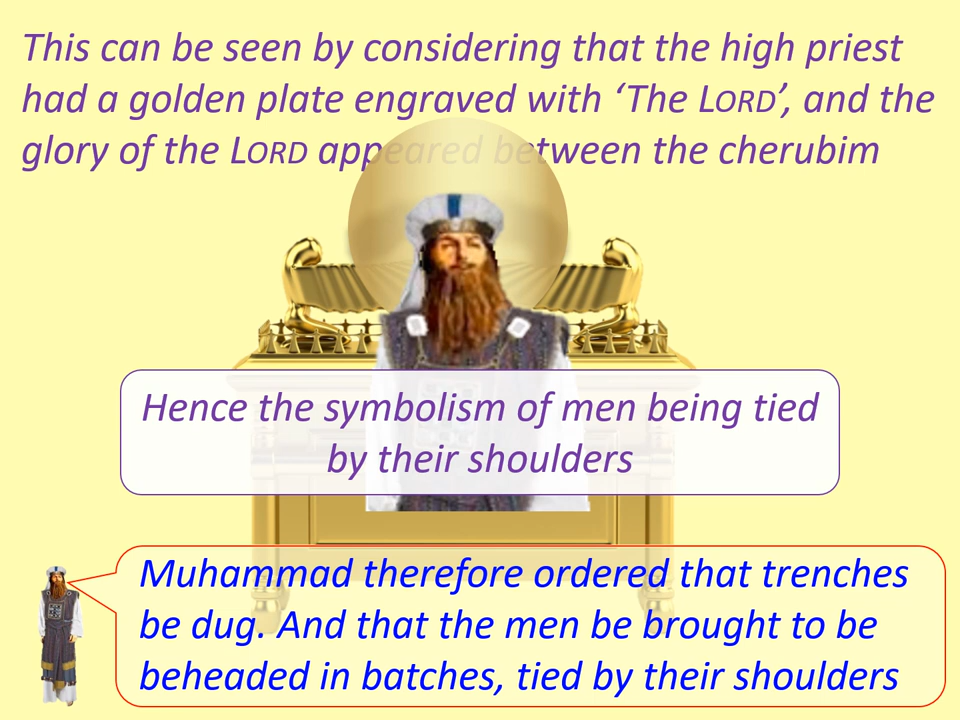 This can be seen by considering that the high priest
had a golden plate engraved with ‘The LORD’, and the
glory of the LORD appeared between the cherubim
Hence the symbolism of men being tied
by their shoulders
Muhammad therefore ordered that trenches
be dug. And that the men be brought to be
beheaded in batches, tied by their shoulders